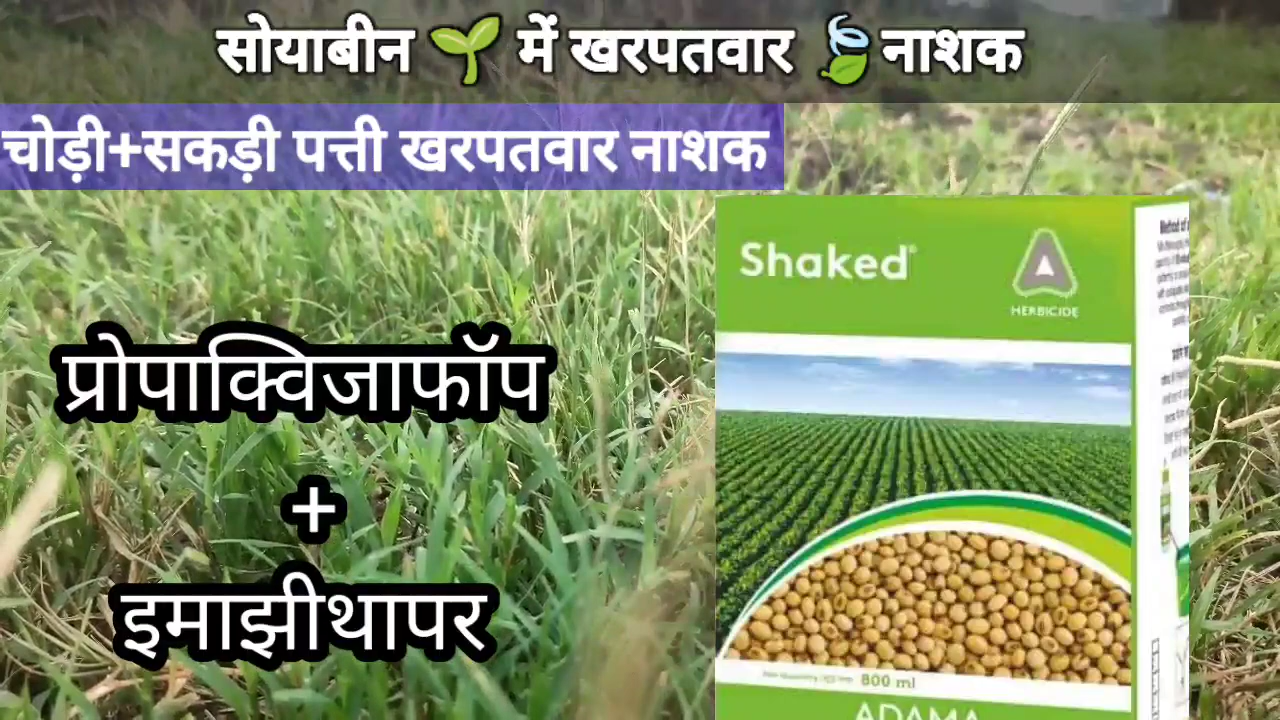 सोयाबीन 🌱 में खरपतवार 🍃नाशक
चोड़ी+सकड़ी पत्ती खरपतवार नाशक
Shaked®
HERBICIDE
प्रोपाक्विजाफॉप
+
इमाझीथापर
800 ml
ADAMA